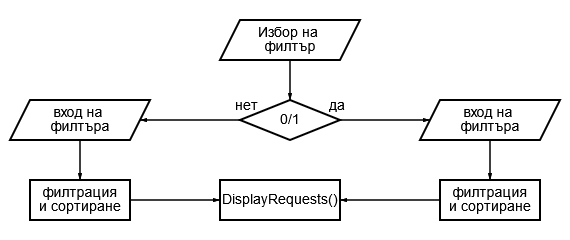 Избор на
филтър
нет
да
0/1
вход на
филтъра
вход на
филтъра
филтрация
и сортиране
DisplayRequests()
филтрация
и сортиране